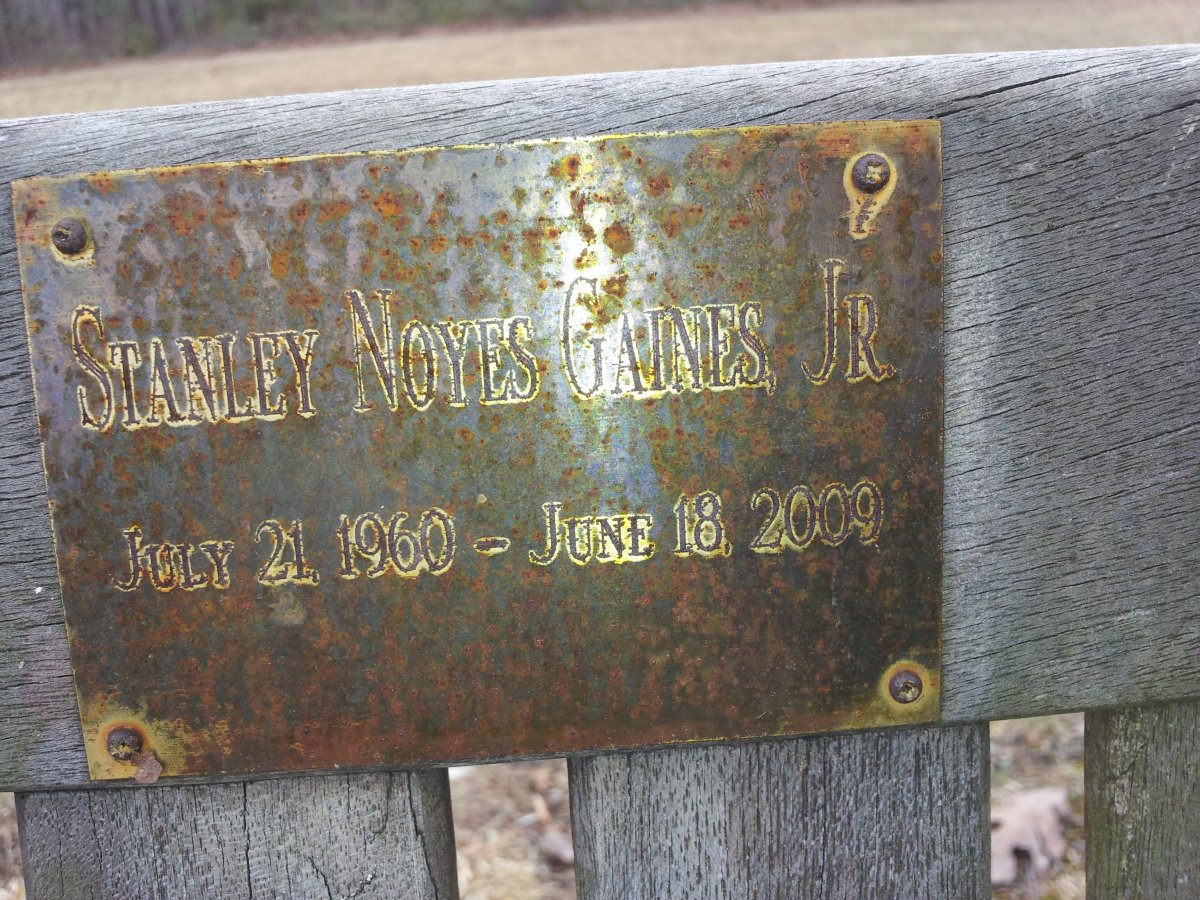 Stanley Noyes Gaines, Jr.
July 21, 1960 - June 18, 2009